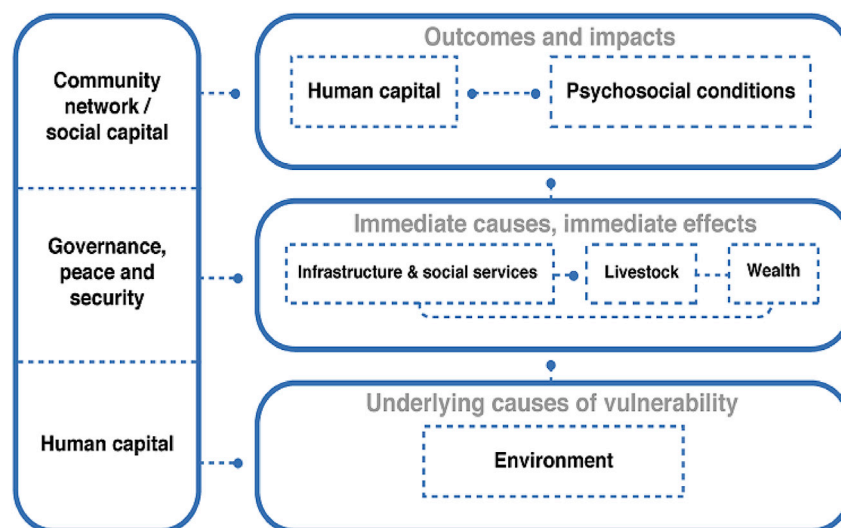 Community
network /
social capital
Governance,
peace and
security
Human capital
Outcomes and impacts
Human capital
Psychosocial conditions
Immediate causes, immediate effects
Infrastructure & social services
Livestock
Wealth
Underlying causes of vulnerability
Environment